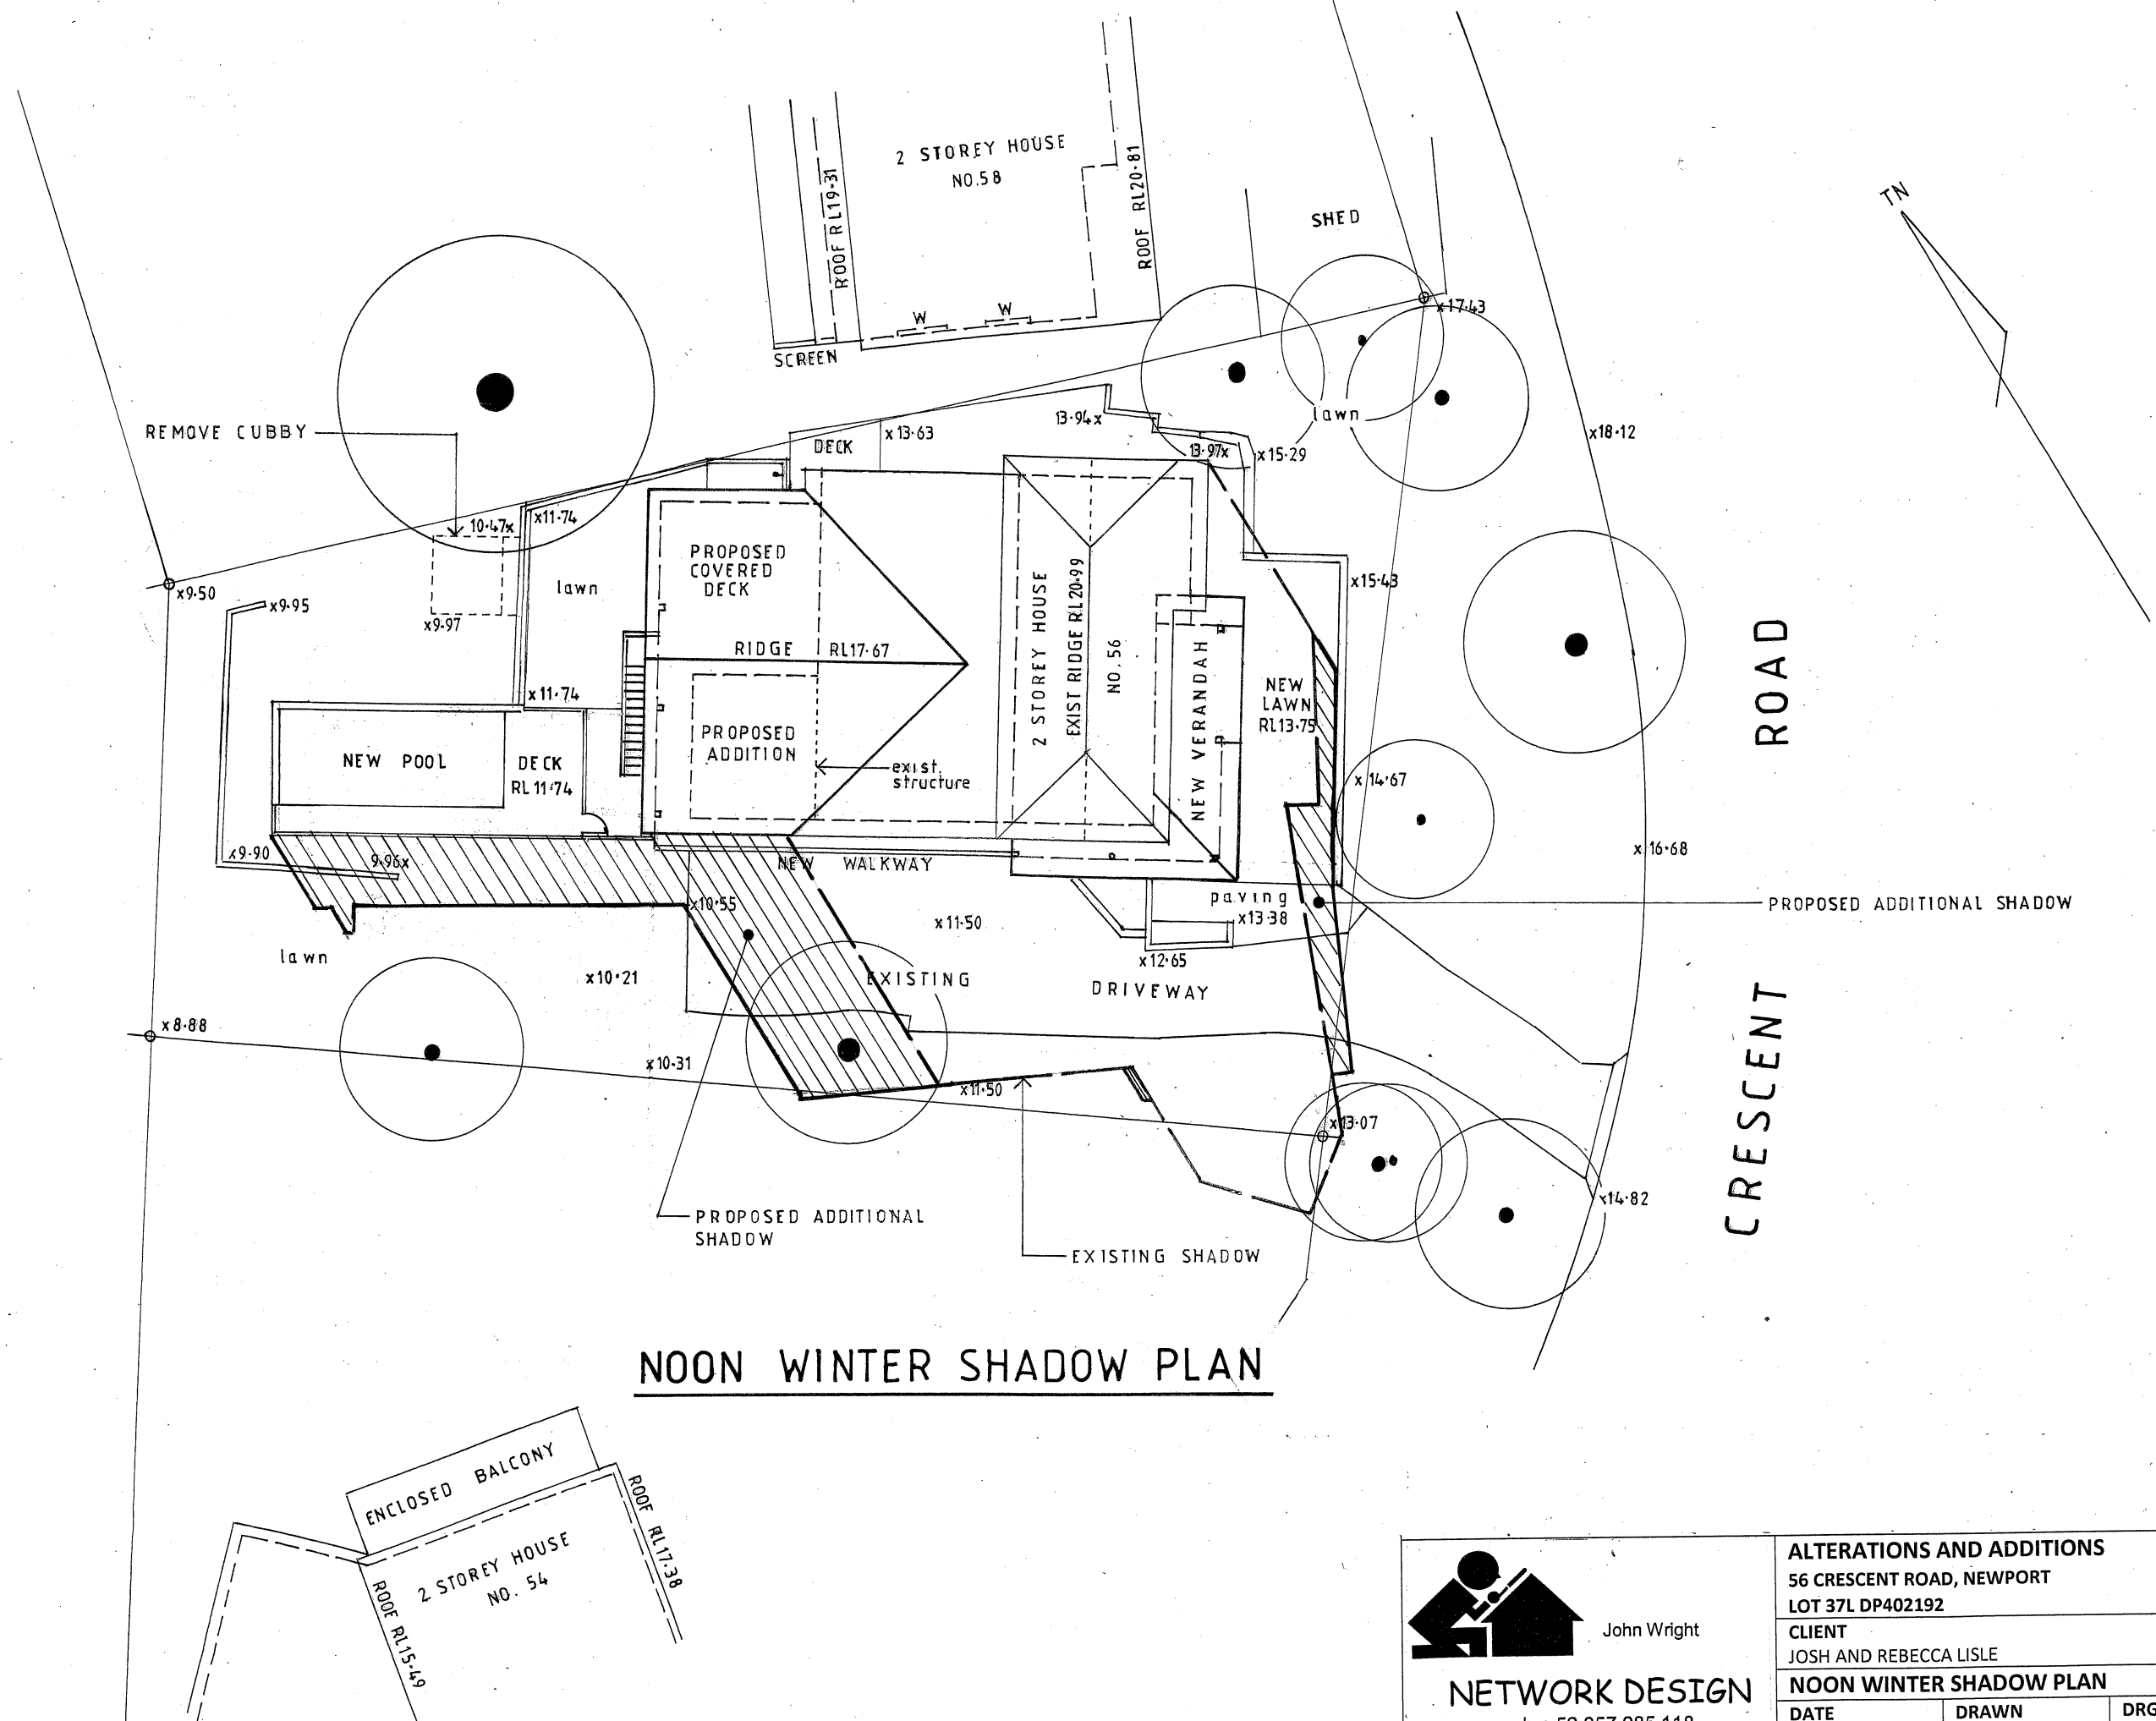 2 STOREY HOUSE
NO.58
ROOF RL19·31
ROOF RL20·81
SHED
TN
W
W
SCREEN
x17·43
REMOVE CUBBY
DECK
x13·63
13·94x
lawn
13·97x
x15·29
x18·12
10·47x
x11·74
PROPOSED
COVERED
DECK
lawn
x9·50
x9·95
x9·97
x15·43
RIDGE RL17·67
2 STOREY HOUSE
EXIST RIDGE RL20·99
NO.56
NEW VERANDAH
NEW
LAWN
RL13·75
x11·74
NEW POOL
DECK
RL11·74
PROPOSED
ADDITION
exist.
structure
x14·67
x16·68
ROAD
CRESCENT
x9·90
9·96x
NEW WALKWAY
x10·55
x11·50
paving
x13·38
PROPOSED ADDITIONAL SHADOW
lawn
x10·21
EXISTING
DRIVEWAY
x12·65
x8·88
x10·31
x11·50
x13·07
x14·82
PROPOSED ADDITIONAL
SHADOW
EXISTING SHADOW
NOON WINTER SHADOW PLAN
ENCLOSED BALCONY
2 STOREY HOUSE
NO. 54
ROOF RL17·38
ROOF RL15·49
John Wright
NETWORK DESIGN
ALTERATIONS AND ADDITIONS
56 CRESCENT ROAD, NEWPORT
LOT 37L DP402192
CLIENT
JOSH AND REBECCA LISLE
NOON WINTER SHADOW PLAN
DATE
DRAWN